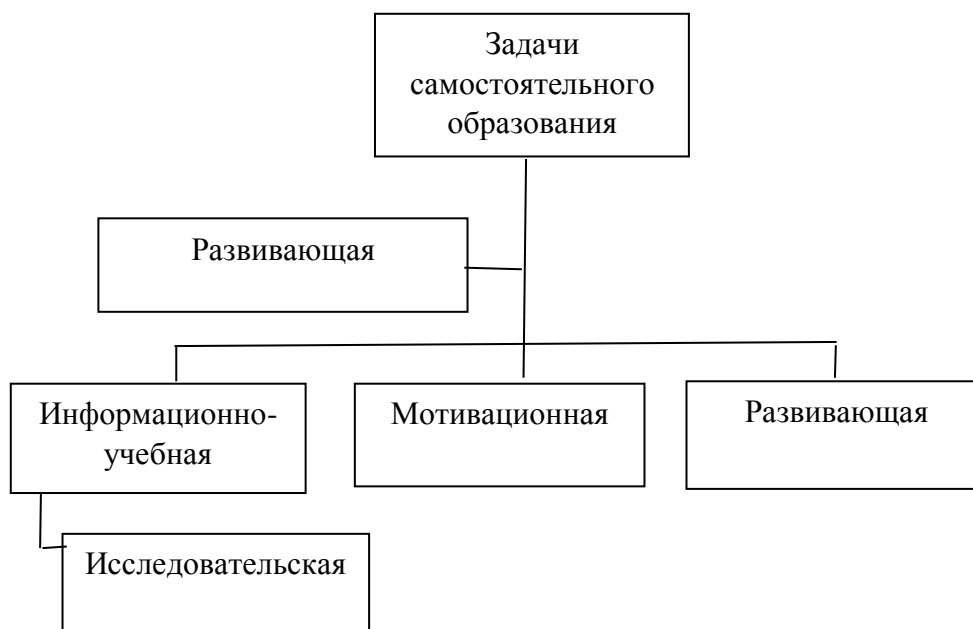 Задачи
самостоятельного
образования
Развивающая
Информационно-
учебная
Мотивационная
Развивающая
Исследовательская